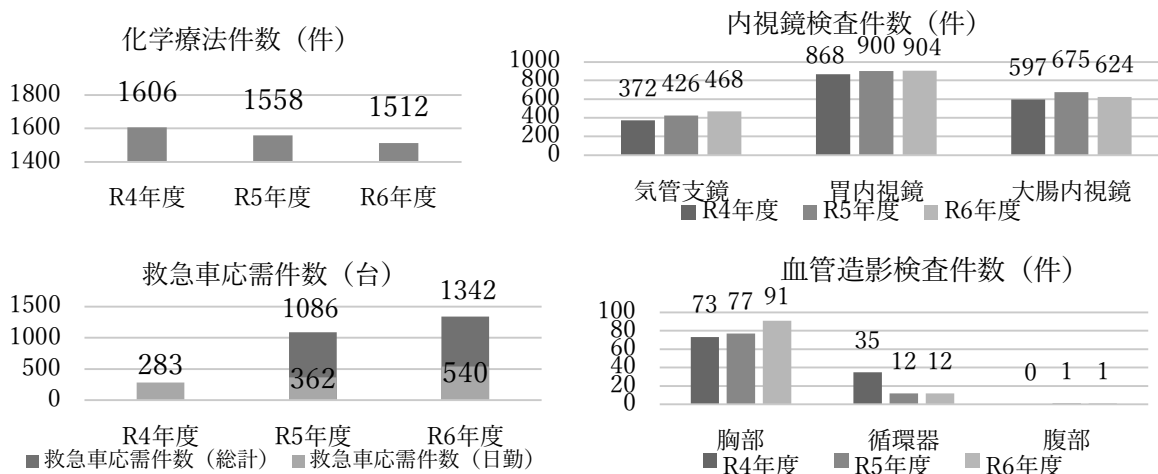 化学療法件数（件）
1800
1600
1400
1606
1558
1512
R4年度
R5年度
R6年度
内視鏡検査件数（件）
1000
800
600
400
200
0
372
426
468
868
900
904
597
675
624
気管支鏡
胃内視鏡
大腸内視鏡
R4年度
R5年度
R6年度
救急車応需件数（台）
1500
1000
500
0
283
1086
362
1342
540
R4年度
R5年度
R6年度
救急車応需件数（総計）
救急車応需件数（日勤）
血管造影検査件数（件）
100
80
60
40
20
0
73
77
91
35
12
12
0
1
1
胸部
循環器
腹部
R4年度
R5年度
R6年度